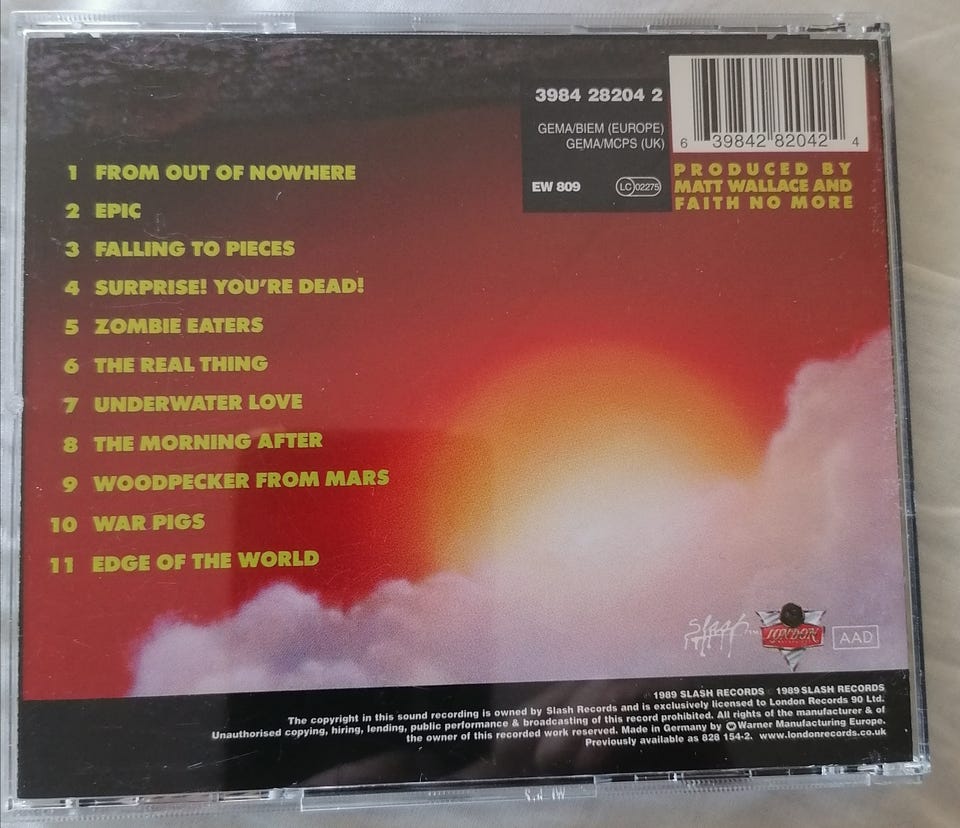 3984 28204 2
GEMA/BIEM (EUROPE)
GEMA/MCPS (UK)
EW 809
LC 02275
6 39842 82042 4
PRODUCED BY
MATT WALLACE AND
FAITH NO MORE
1 FROM OUT OF NOWHERE
2 EPIC
3 FALLING TO PIECES
4 SURPRISE! YOU'RE DEAD!
5 ZOMBIE EATERS
6 THE REAL THING
7 UNDERWATER LOVE
8 THE MORNING AFTER
9 WOODPECKER FROM MARS
10 WAR PIGS
11 EDGE OF THE WORLD
Slash TM
LONDON
AAD
1989 SLASH RECORDS 1989 SLASH RECORDS
The copyright in this sound recording is owned by Slash Records and is exclusively licensed to London Records 90 Ltd.
Unauthorised copying, hiring, lending, public performance & broadcasting of this record prohibited. All rights of the manufacturer & of
the owner of this recorded work reserved. Made in Germany by Warner Manufacturing Europe.
Previously available as 828 154-2. www.londonrecords.co.uk